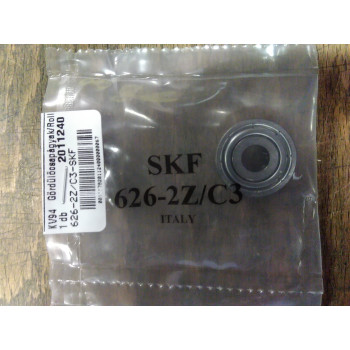 KV94 Gördülőcsapágyak/Roll
2011240
1 db
626-2Z/C3-SKF
SKF
626-2Z/C3
ITALY